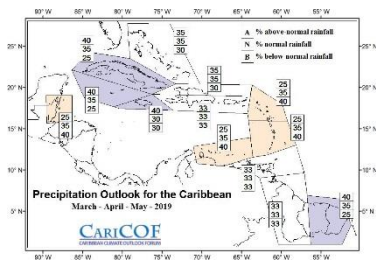 90°W 85°W 80°W 75°W 70°W 65°W 60°W 55°W
25°N
20°N
15°N
10°N
5°N
A % above-normal rainfall
N % normal rainfall
B % below-normal rainfall
40
35
25
35
35
30
35
35
30
40
35
25
40
30
30
33
33
33
25
35
40
25
35
40
25
35
40
33
33
33
33
33
33
40
35
25
Precipitation Outlook for the Caribbean
March - April - May - 2019
CARICOF
CARIBBEAN CLIMATE OUTLOOK FORUM